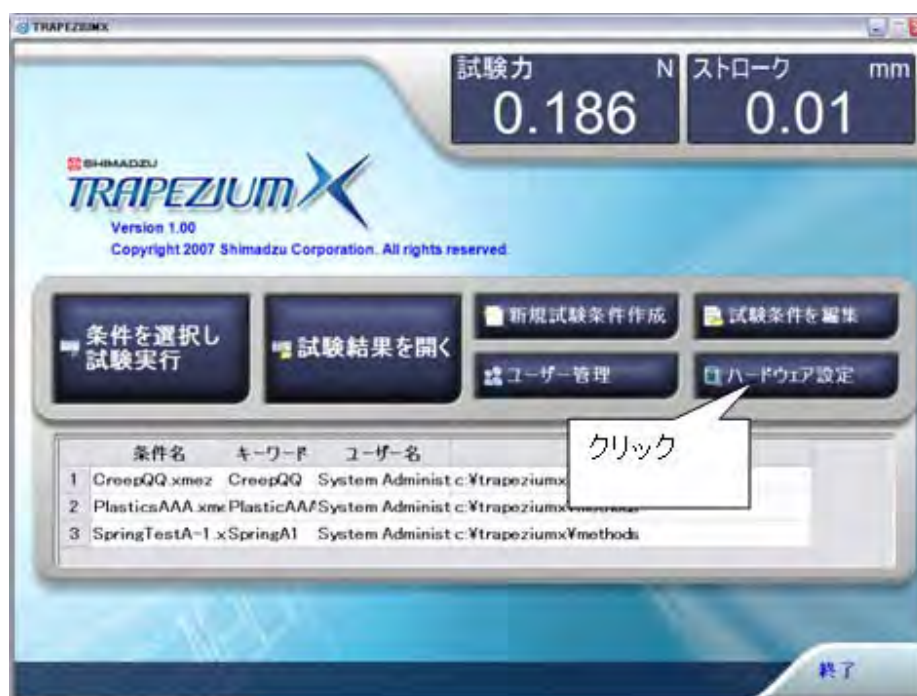 TRAPEZIUMX
試験力 N
0.186
ストローク mm
0.01
SHIMADZU
TRAPEZIUM X
Version 1.00
Copyright 2007 Shimadzu Corporation. All rights reserved.
条件を選択し
試験実行
試験結果を開く
新規試験条件作成
試験条件を編集
ユーザー管理
ハードウェア設定
クリック
条件名 キーワード ユーザー名
1 CreepQQ.xmez CreepQQ System Administ c:¥trapeziumx
2 PlasticsAAA.xme PlasticAA System Administ c:¥trapeziumx¥methods
3 SpringTestA-1.x SpringA1 System Administ c:¥trapeziumx¥methods
終了